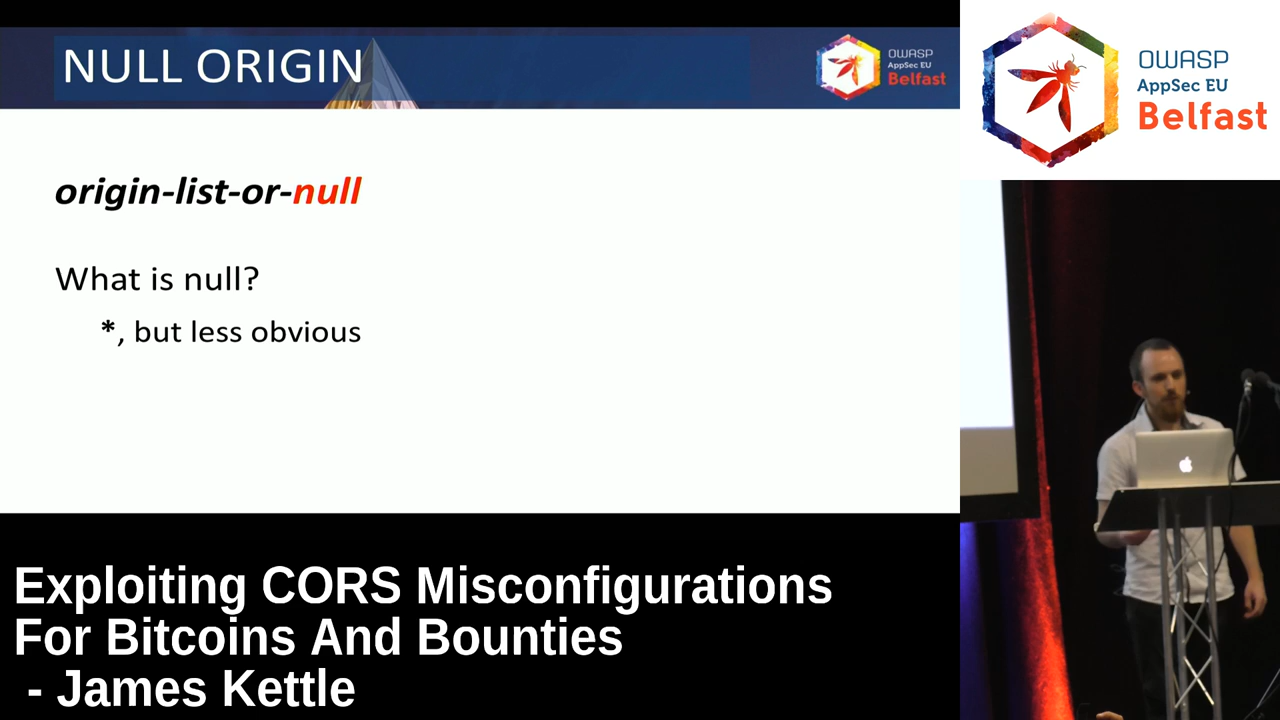 NULL ORIGIN
OWASP
AppSec EU
Belfast
origin-list-or-null
What is null?
*, but less obvious
OWASP
AppSec EU
Belfast
Exploiting CORS Misconfigurations
For Bitcoins And Bounties
- James Kettle